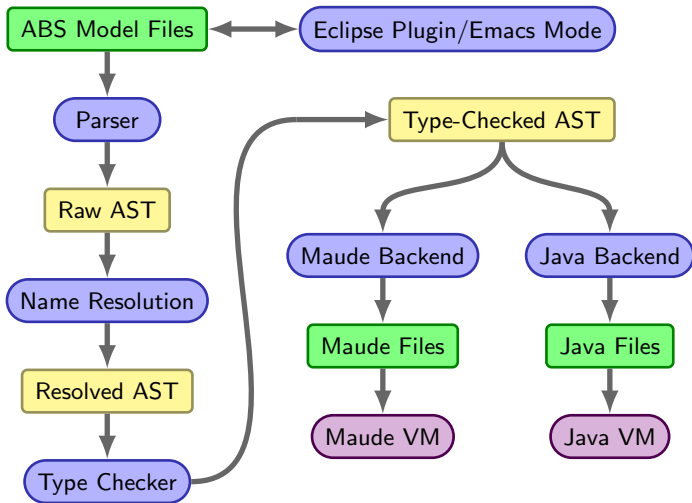 ABS Model Files
Eclipse Plugin/Emacs Mode
Parser
Type-Checked AST
Raw AST
Maude Backend
Java Backend
Name Resolution
Maude Files
Java Files
Resolved AST
Maude VM
Java VM
Type Checker